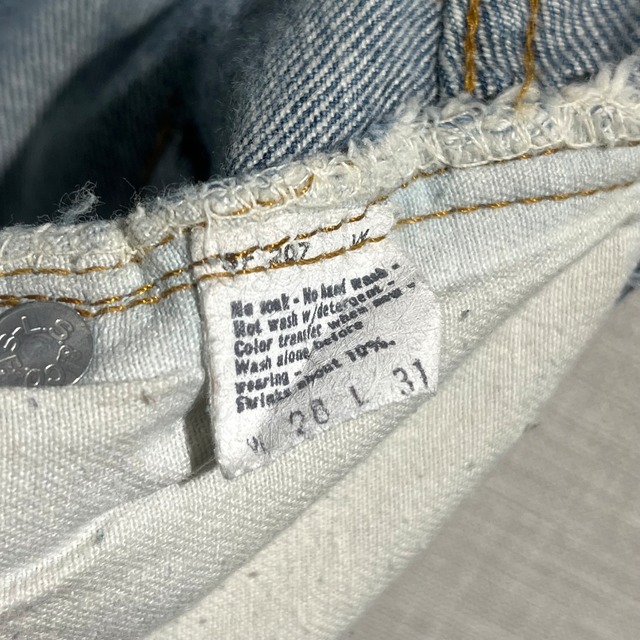 No soak - No hand wash -
Hot wash w/detergent -
Color transfer when
Wash alone before
wearing -
Shrinks about 10%.
W 28 L 31
L.S